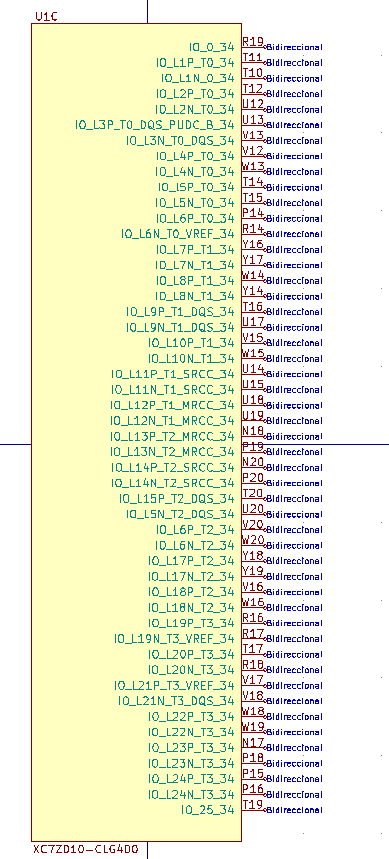 U1C
IO_0_34 R19 Bidireccional
IO_L1P_T0_34 T11 Bidireccional
IO_L1N_0_34 T10 Bidireccional
IO_L2P_T0_34 T12 Bidireccional
IO_L2N_T0_34 U12 Bidireccional
IO_L3P_T0_DQS_PUDC_B_34 U13 Bidireccional
IO_L3N_T0_DQS_34 V13 Bidireccional
IO_L4P_T0_34 V12 Bidireccional
IO_L4N_T0_34 W13 Bidireccional
IO_l5P_T0_34 T14 Bidireccional
IO_L5N_T0_34 T15 Bidireccional
IO_L6P_T0_34 P14 Bidireccional
IO_L6N_T0_VREF_34 R14 Bidireccional
IO_L7P_T1_34 Y16 Bidireccional
IO_L7N_T1_34 Y17 Bidireccional
IO_L8P_T1_34 W14 Bidireccional
IO_L8N_T1_34 Y14 Bidireccional
IO_L9P_T1_DQS_34 T16 Bidireccional
IO_L9N_T1_DQS_34 U17 Bidireccional
IO_L10P_T1_34 V15 Bidireccional
IO_L10N_T1_34 W15 Bidireccional
IO_L11P_T1_SRCC_34 U14 Bidireccional
IO_L11N_T1_SRCC_34 U15 Bidireccional
IO_L12P_T1_MRCC_34 U18 Bidireccional
IO_L12N_T1_MRCC_34 U19 Bidireccional
IO_L13P_T2_MRCC_34 N18 Bidireccional
IO_L13N_T2_MRCC_34 P19 Bidireccional
IO_L14P_T2_SRCC_34 N20 Bidireccional
IO_L14N_T2_SRCC_34 P20 Bidireccional
IO_L15P_T2_DQS_34 T20 Bidireccional
IO_L5N_T2_DQS_34 U20 Bidireccional
IO_L6P_T2_34 V20 Bidireccional
IO_L6N_T2_34 W20 Bidireccional
IO_L17P_T2_34 Y18 Bidireccional
IO_L17N_T2_34 Y19 Bidireccional
IO_L18P_T2_34 V16 Bidireccional
IO_L18N_T2_34 W16 Bidireccional
IO_L19P_T3_34 R16 Bidireccional
IO_L19N_T3_VREF_34 R17 Bidireccional
IO_L20P_T3_34 T17 Bidireccional
IO_L20N_T3_34 R18 Bidireccional
IO_L21P_T3_VREF_34 V17 Bidireccional
IO_L21N_T3_DQS_34 V18 Bidireccional
IO_L22P_T3_34 W18 Bidireccional
IO_L22N_T3_34 W19 Bidireccional
IO_L23P_T3_34 N17 Bidireccional
IO_L23N_T3_34 P18 Bidireccional
IO_L24P_T3_34 P15 Bidireccional
IO_L24N_T3_34 P16 Bidireccional
IO_25_34 T19 Bidireccional
XC7Z010-CLG400